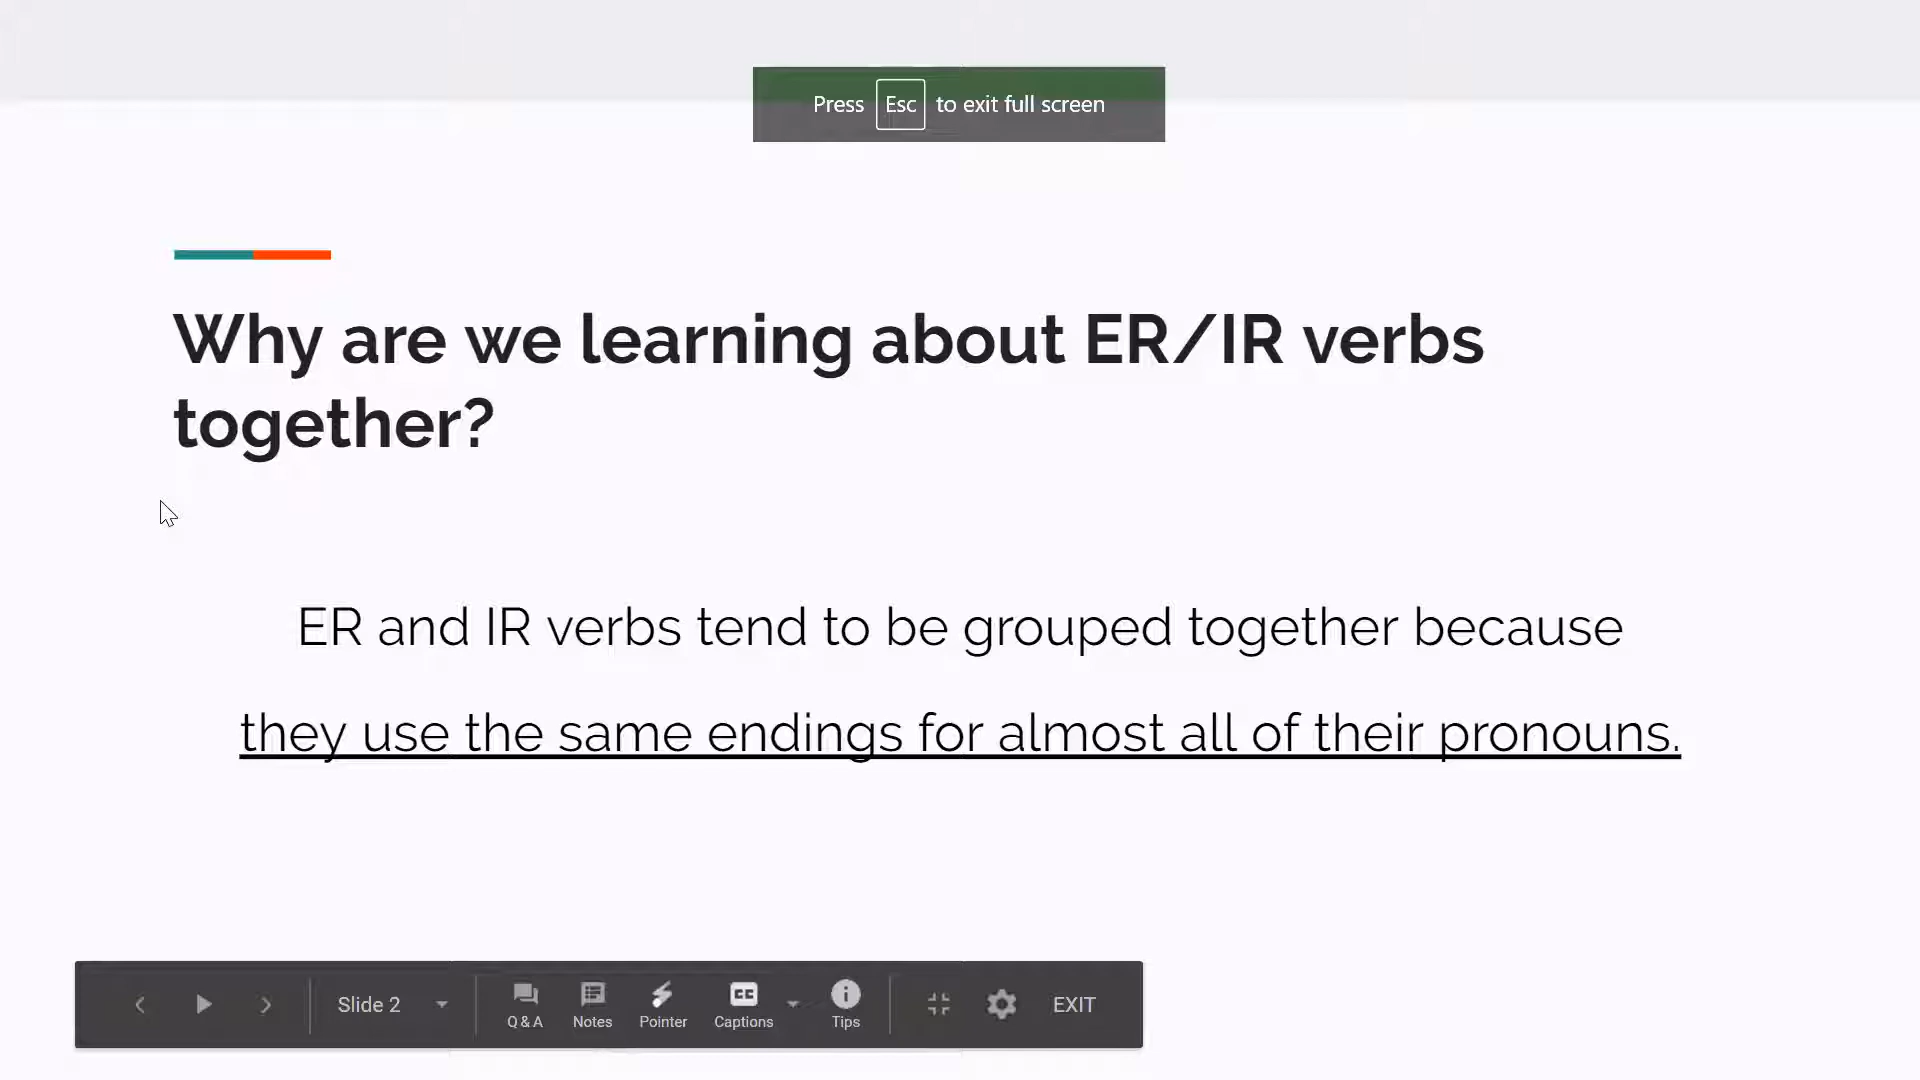 Press Esc to exit full screen
Why are we learning about ER/IR verbs
together?
ER and IR verbs tend to be grouped together because
they use the same endings for almost all of their pronouns.
Slide 2
Q & A
Notes
Pointer
CC
Captions
Tips
EXIT